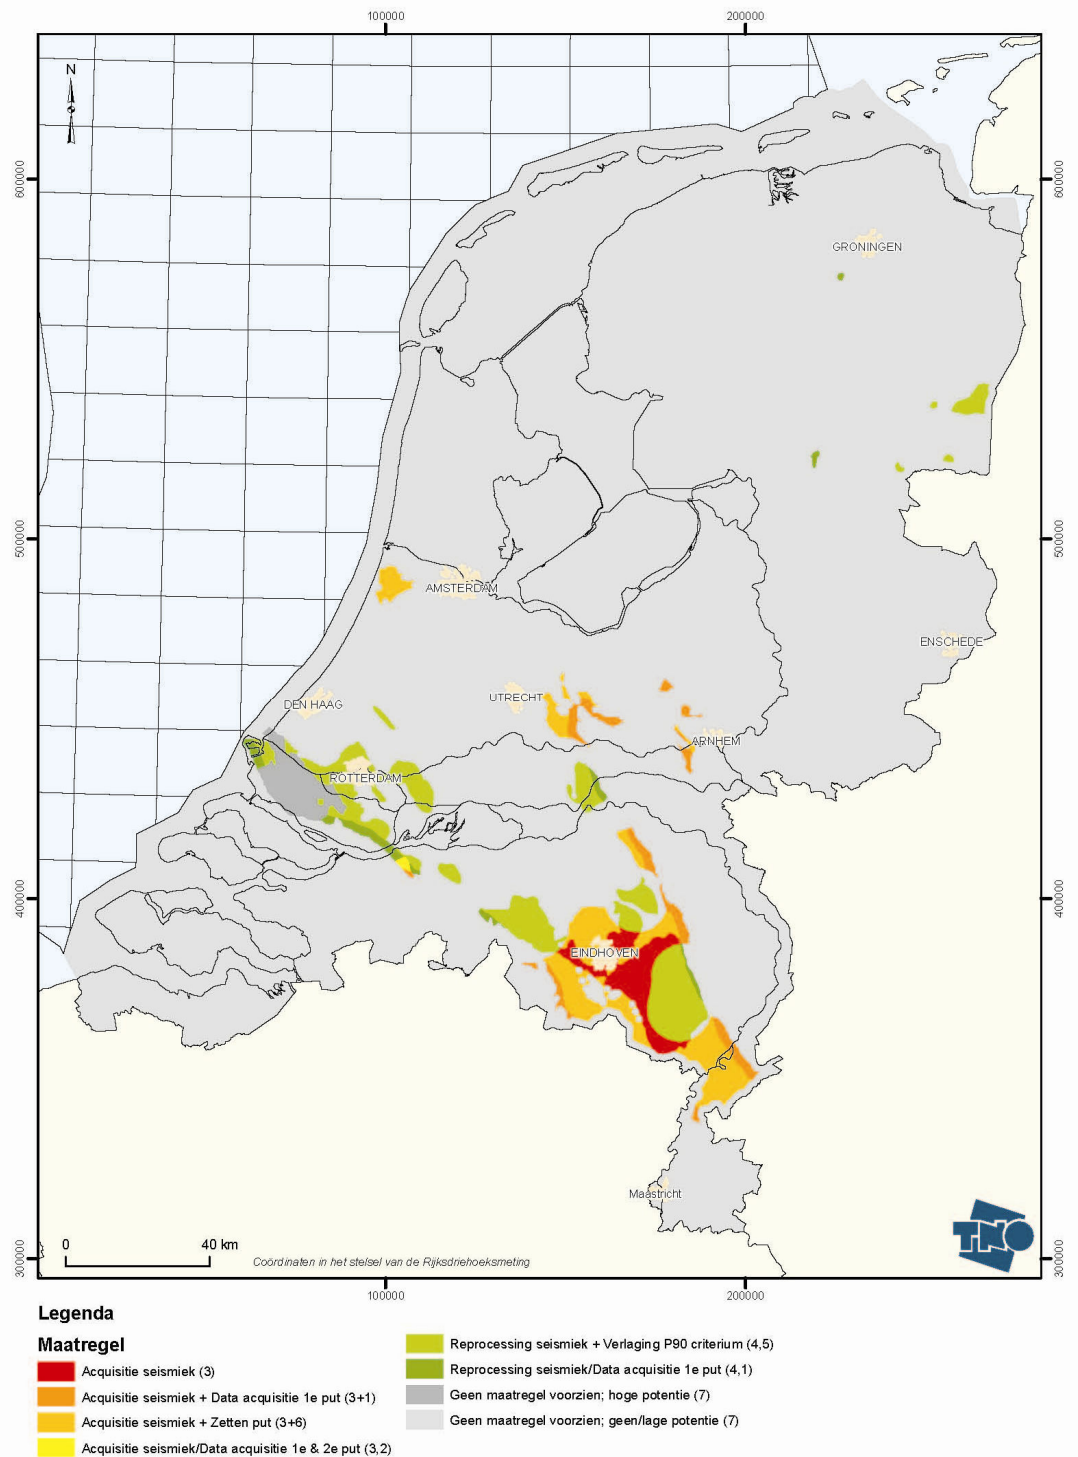 100000
200000
N
600000
600000
GRONINGEN
500000
500000
AMSTERDAM
ENSCHEDE
DEN HAAG
UTRECHT
ARNHEM
ROTTERDAM
400000
400000
EINDHOVEN
Maastricht
TNO
0
40 km
Coördinaten in het stelsel van de Rijksdriehoeksmeting
300000
300000
100000
200000
Legenda
Maatregel
Acquisitie seismiek (3)
Acquisitie seismiek + Data acquisitie 1e put (3+1)
Acquisitie seismiek + Zetten put (3+6)
Acquisitie seismiek/Data acquisitie 1e & 2e put (3,2)
Reprocessing seismiek + Verlaging P90 criterium (4,5)
Reprocessing seismiek/Data acquisitie 1e put (4,1)
Geen maatregel voorzien; hoge potentie (7)
Geen maatregel voorzien; geen/lage potentie (7)